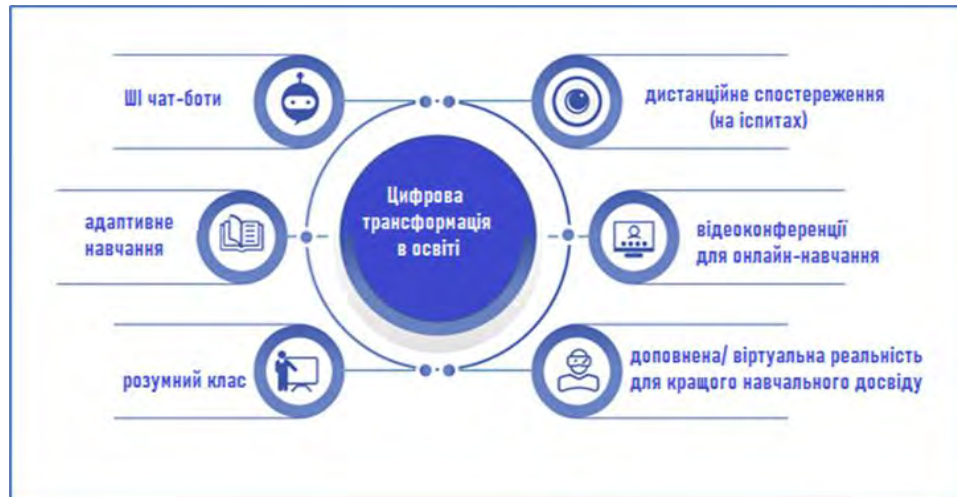 ШІ чат-боти
дистанційне спостереження
(на іспитах)
Цифрова
трансформація
в освіті
адаптивне
навчання
відеоконференції
для онлайн-навчання
розумний клас
доповнена/ віртуальна реальність
для кращого навчального досвіду